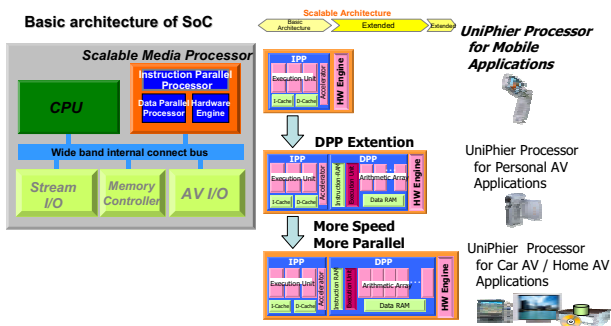 Basic architecture of SoC
Scalable Media Processor
Instruction Parallel
Processor
CPU
Data Parallel
Processor
Hardware
Engine
Wide band internal connect bus
Stream
I/O
Memory
Controller
AV I/O
Scalable Architecture
Basic
Architecture
Extended
Extended
IPP
Execution Unit
I-Cache
D-Cache
Accelerator
HW Engine
UniPhier Processor
for Mobile
Applications
DPP Extention
IPP
Execution Unit
I-Cache
D-Cache
Accelerator
DPP
Instruction-RAM
Execution Unit
Arithmetic Array
Data RAM
HW Engine
UniPhier Processor
for Personal AV
Applications
More Speed
More Parallel
IPP
Execution Unit
I-Cache
D-Cache
Accelerator
DPP
Instruction RAM
Execution Unit
Arithmetic Array
Data RAM
HW Engine
UniPhier Processor
for Car AV / Home AV
Applications